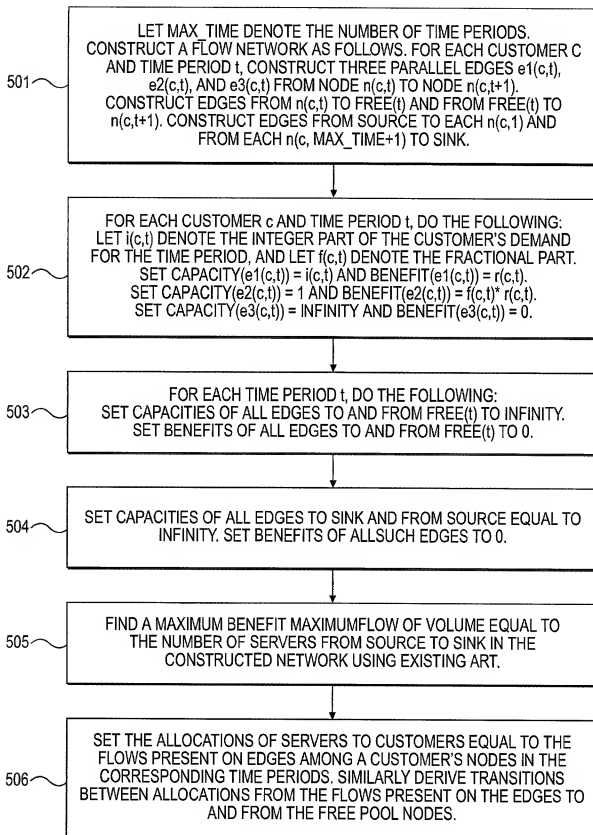 501
LET MAX_TIME DENOTE THE NUMBER OF TIME PERIODS.
CONSTRUCT A FLOW NETWORK AS FOLLOWS. FOR EACH CUSTOMER C
AND TIME PERIOD t, CONSTRUCT THREE PARALLEL EDGES e1(c,t),
e2(c,t), AND e3(c,t) FROM NODE n(c,t) TO NODE n(c,t+1).
CONSTRUCT EDGES FROM n(c,t) TO FREE(t) AND FROM FREE(t) TO
n(c,t+1). CONSTRUCT EDGES FROM SOURCE TO EACH n(c,1) AND
FROM EACH n(c, MAX_TIME+1) TO SINK.
502
FOR EACH CUSTOMER c AND TIME PERIOD t, DO THE FOLLOWING:
LET i(c,t) DENOTE THE INTEGER PART OF THE CUSTOMER'S DEMAND
FOR THE TIME PERIOD, AND LET f(c,t) DENOTE THE FRACTIONAL PART.
SET CAPACITY(e1(c,t)) = i(c,t) AND BENEFIT(e1(c,t)) = r(c,t).
SET CAPACITY(e2(c,t)) = 1 AND BENEFIT(e2(c,t)) = f(c,t)* r(c,t).
SET CAPACITY(e3(c,t)) = INFINITY AND BENEFIT(e3(c,t)) = 0.
503
FOR EACH TIME PERIOD t, DO THE FOLLOWING:
SET CAPACITIES OF ALL EDGES TO AND FROM FREE(t) TO INFINITY.
SET BENEFITS OF ALL EDGES TO AND FROM FREE(t) TO 0.
504
SET CAPACITIES OF ALL EDGES TO SINK AND FROM SOURCE EQUAL TO
INFINITY. SET BENEFITS OF ALLSUCH EDGES TO 0.
505
FIND A MAXIMUM BENEFIT MAXIMUMFLOW OF VOLUME EQUAL TO
THE NUMBER OF SERVERS FROM SOURCE TO SINK IN THE
CONSTRUCTED NETWORK USING EXISTING ART.
506
SET THE ALLOCATIONS OF SERVERS TO CUSTOMERS EQUAL TO THE
FLOWS PRESENT ON EDGES AMONG A CUSTOMER'S NODES IN THE
CORRESPONDING TIME PERIODS. SIMILARLY DERIVE TRANSITIONS
BETWEEN ALLOCATIONS FROM THE FLOWS PRESENT ON THE EDGES TO
AND FROM THE FREE POOL NODES.